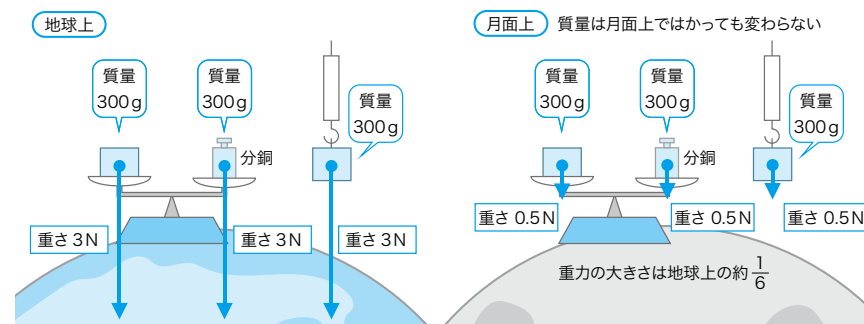 地球上
質量
300g
質量
300g
質量
300g
分銅
重さ 3N
重さ 3N
重さ 3N
月面上 質量は月面上ではかっても変わらない
質量
300g
質量
300g
質量
300g
分銅
重さ 0.5N
重さ 0.5N
重さ 0.5N
重力の大きさは地球上の約1/6